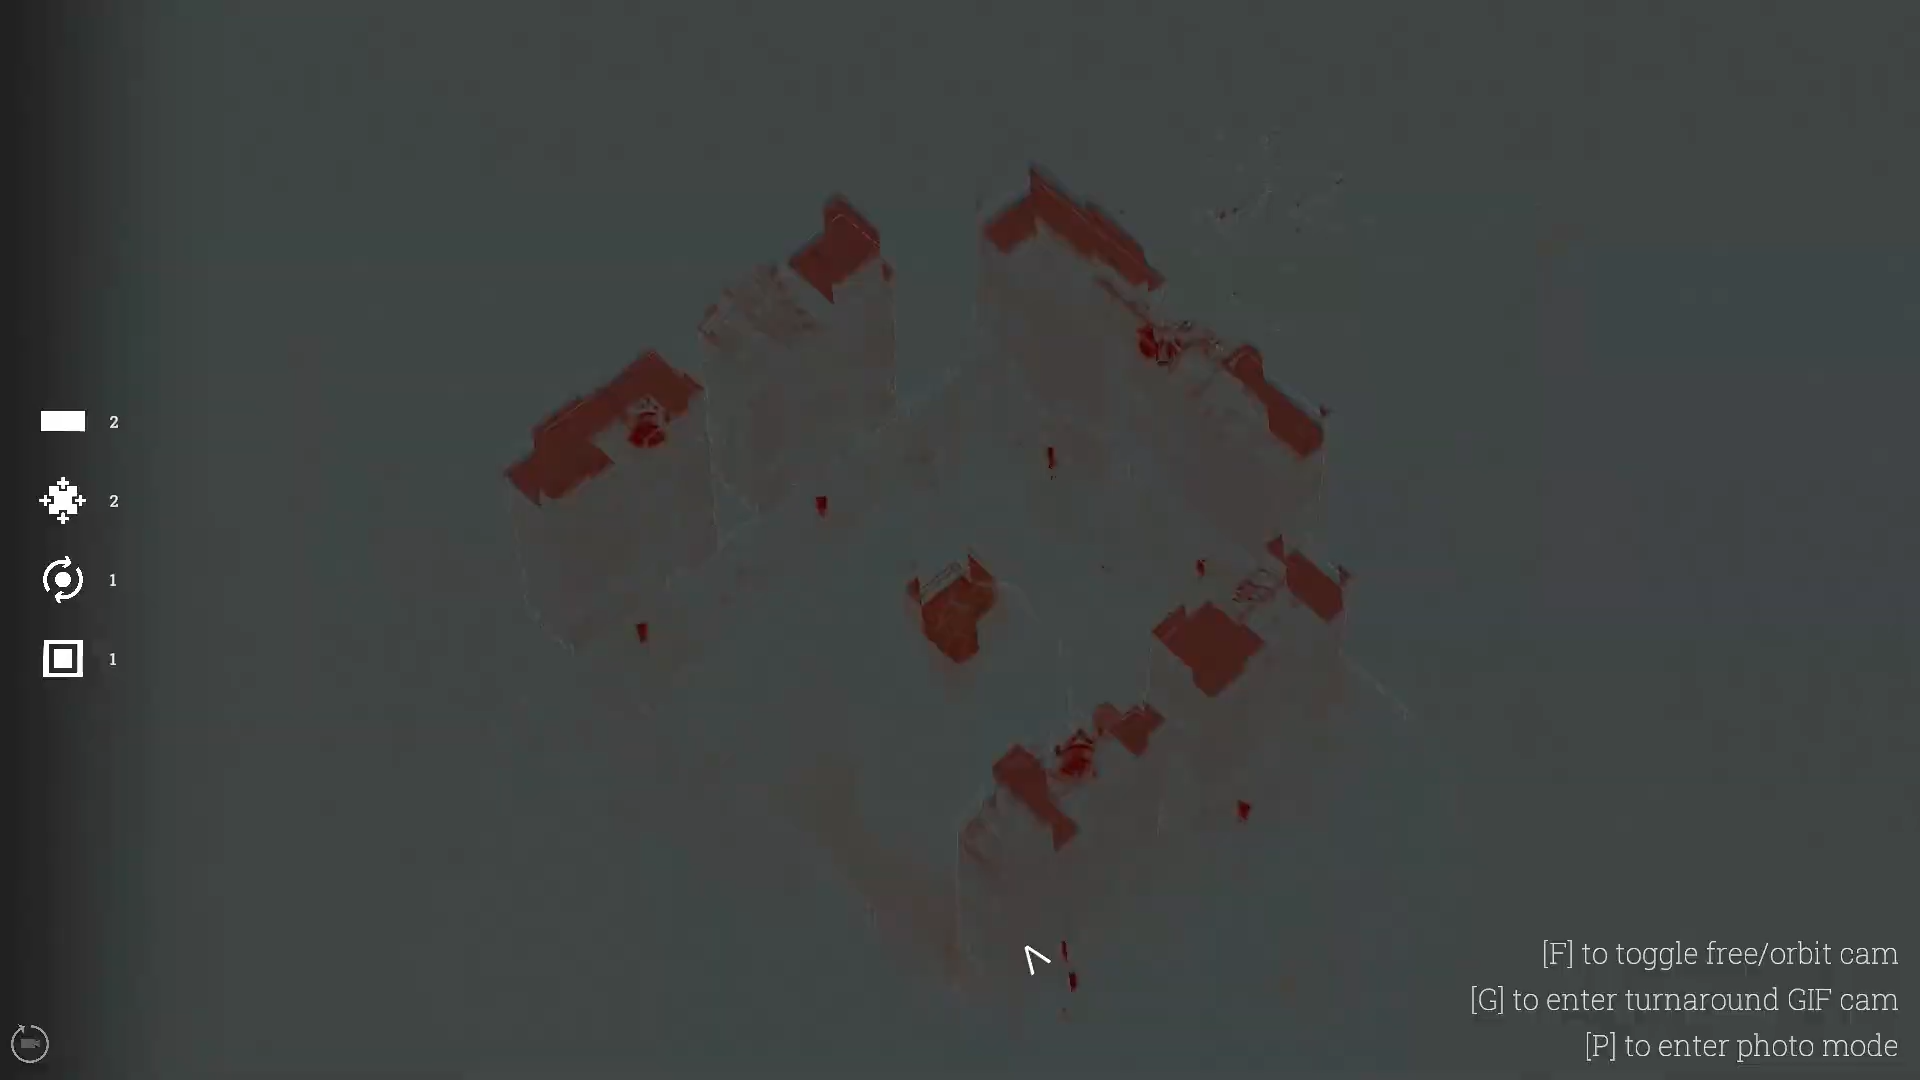 2
2
1
1
[F] to toggle free/orbit cam
[G] to enter turnaround GIF cam
[P] to enter photo mode